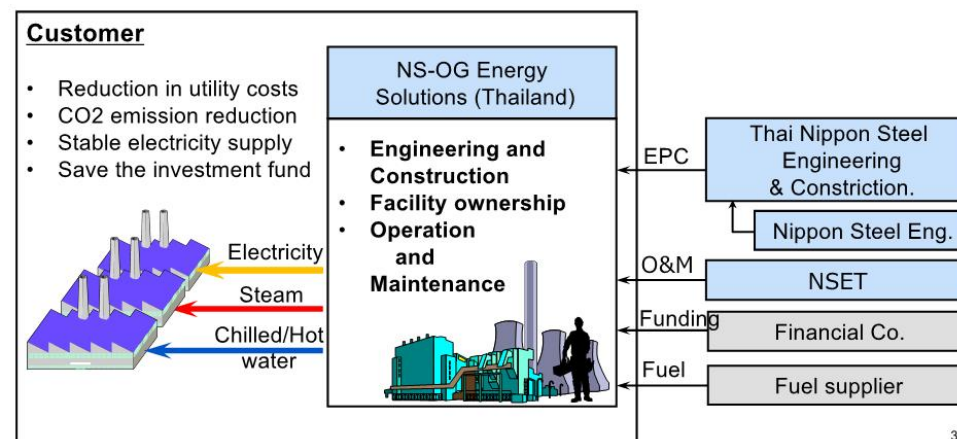 Customer
• Reduction in utility costs
• CO2 emission reduction
• Stable electricity supply
• Save the investment fund
Electricity
Steam
Chilled/Hot
water
NS-OG Energy
Solutions (Thailand)
• Engineering and
Construction
• Facility ownership
• Operation
and
Maintenance
EPC
Thai Nippon Steel
Engineering
& Constriction.
Nippon Steel Eng.
O&M
NSET
Funding
Financial Co.
Fuel
Fuel supplier
3